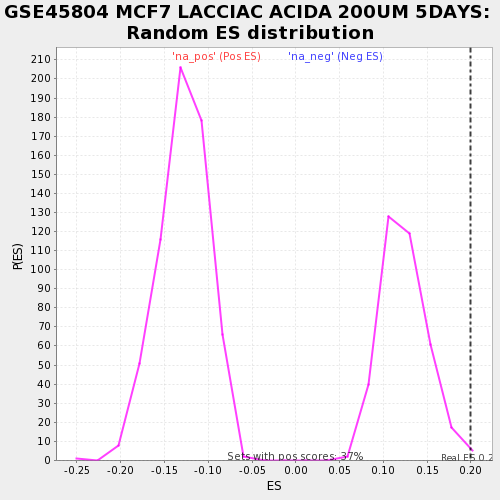 GSE45804 MCF7 LACCIAC ACIDA 200UM 5DAYS:
Random ES distribution
'na_pos' (Pos ES) 'na_neg' (Neg ES)
210
200
190
180
170
160
150
140
130
120
110
100
90
80
70
60
50
40
30
20
10
0
P(ES)
Sets with pos scores: 37%
Real ES 0.2
-0.25 -0.20 -0.15 -0.10 -0.05 0.00 0.05 0.10 0.15 0.20
ES